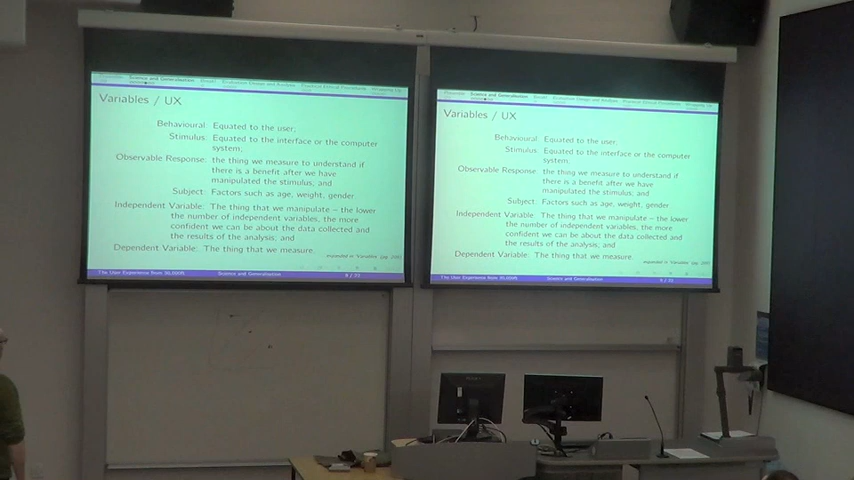 Science and Generalisation
Variables / UX
Behavioural: Equated to the user;
Stimulus: Equated to the interface or the computer
system;
Observable Response: the thing we measure to understand if
there is a benefit after we have
manipulated the stimulus, and
Subject: Factors such as age, weight, gender
Independent Variable: The thing that we manipulate – the lower
the number of independent variables, the more
confident we can be about the data collected and
the results of the analysis; and
Dependent Variable: The thing that we measure.
The User Experience from 30,000ft
Science and Generalisation
Science and Generalisation
Variables / UX
Behavioural: Equated to the user;
Stimulus: Equated to the interface or the computer
system;
Observable Response: the thing we measure to understand if
there is a benefit after we have
manipulated the stimulus; and
Subject: Factors such as age, weight, gender
Independent Variable: The thing that we manipulate – the lower
the number of independent variables, the more
confident we can be about the data collected and
the results of the analysis; and
Dependent Variable: The thing that we measure.
The User Experience from 30,000ft
Science and Generalisation